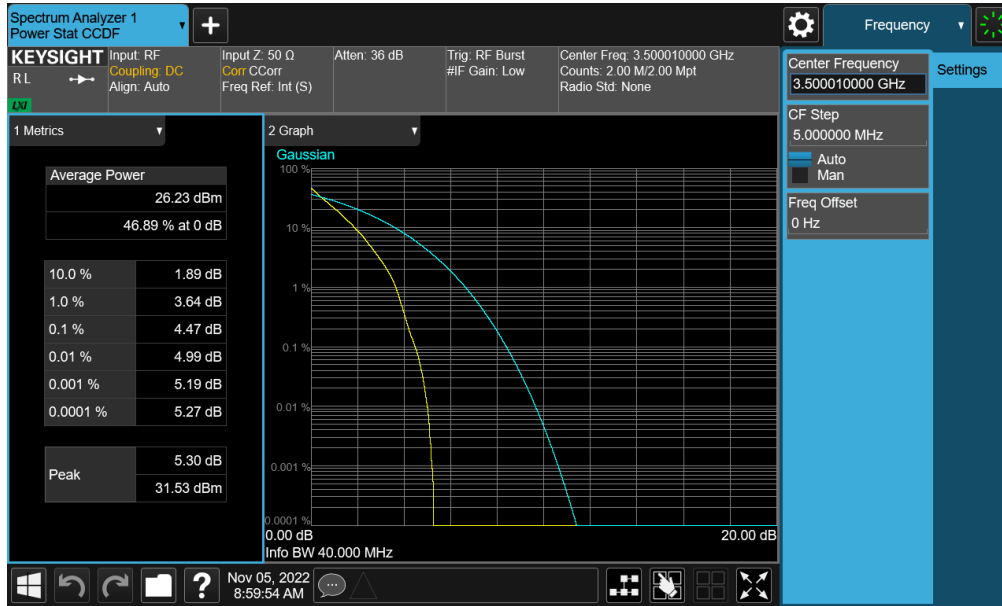 Spectrum Analyzer 1
Power Stat CCDF
Frequency
KEYSIGHT
R L
LXI
Input: RF
Coupling: DC
Align: Auto
Input Z: 50 Ω
Corr CCorr
Freq Ref: Int (S)
Atten: 36 dB
Trig: RF Burst
#IF Gain: Low
Center Freq: 3.500010000 GHz
Counts: 2.00 M/2.00 Mpt
Radio Std: None
Center Frequency
3.500010000 GHz
Settings
CF Step
5.000000 MHz
Auto
Man
Freq Offset
0 Hz
1 Metrics
Average Power
26.23 dBm
46.89 % at 0 dB
10.0 % 1.89 dB
1.0 % 3.64 dB
0.1 % 4.47 dB
0.01 % 4.99 dB
0.001 % 5.19 dB
0.0001 % 5.27 dB
Peak
5.30 dB
31.53 dBm
2 Graph
Gaussian
100 %
10 %
1 %
0.1 %
0.01 %
0.001 %
0.0001 %
0.00 dB
20.00 dB
Info BW 40.000 MHz
?
Nov 05, 2022
8:59:54 AM